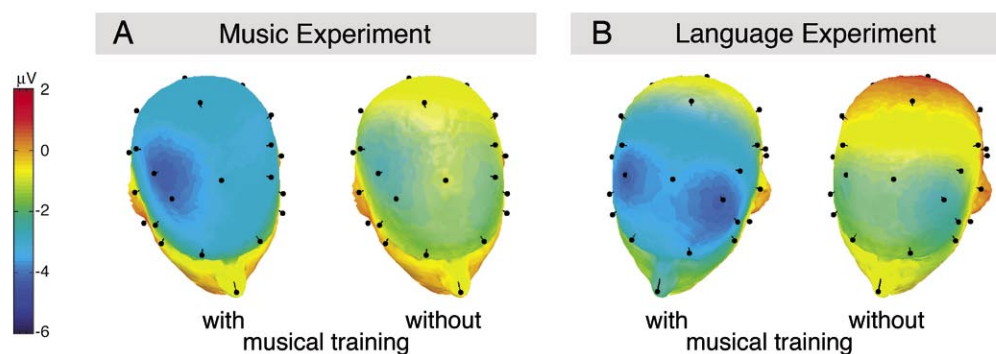 A Music Experiment
B Language Experiment
μV
2
0
-2
-4
-6
with without
musical training
with without
musical training